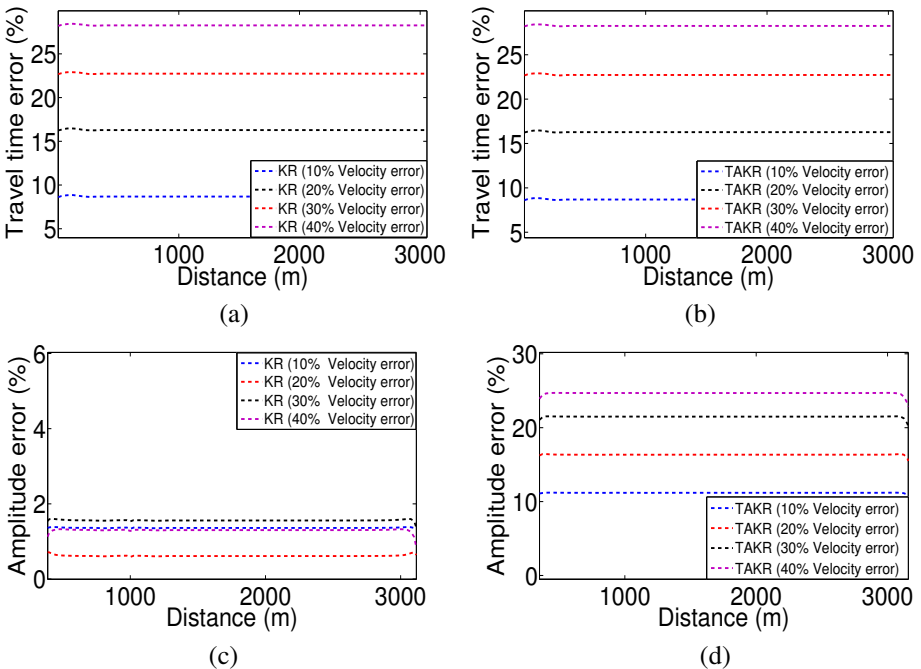 Travel time error (%)
25
20
15
10
5
KR (10% Velocity error)
KR (20% Velocity error)
KR (30% Velocity error)
KR (40% Velocity error)
1000
2000
3000
Distance (m)
(a)
Travel time error (%)
25
20
15
10
5
TAKR (10% Velocity error)
TAKR (20% Velocity error)
TAKR (30% Velocity error)
TAKR (40% Velocity error)
1000
2000
3000
Distance (m)
(b)
Amplitude error (%)
6
4
2
0
KR (10% Velocity error)
KR (20% Velocity error)
KR (30% Velocity error)
KR (40% Velocity error)
1000
2000
3000
Distance (m)
(c)
Amplitude error (%)
30
20
10
0
TAKR (10% Velocity error)
TAKR (20% Velocity error)
TAKR (30% Velocity error)
TAKR (40% Velocity error)
1000
2000
3000
Distance (m)
(d)